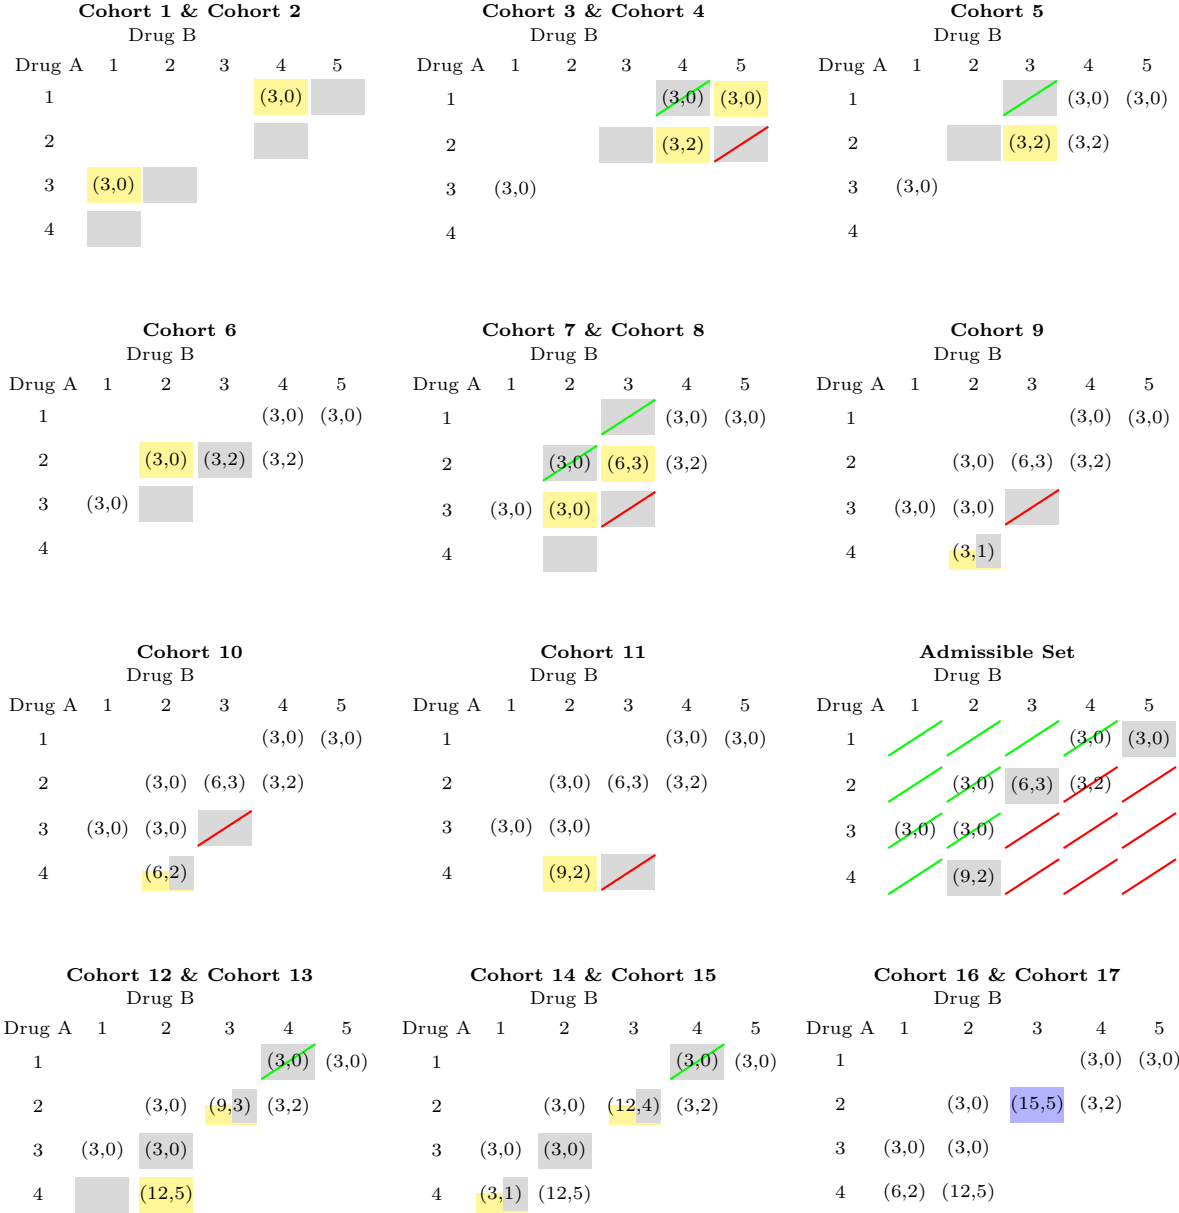 Cohort 1 & Cohort 2
Drug B
Drug A 1 2 3 4 5
1 (3,0)
2
3 (3,0)
4
Cohort 3 & Cohort 4
Drug B
Drug A 1 2 3 4 5
1 (3,0) (3,0)
2 (3,2)
3 (3,0)
4
Cohort 5
Drug B
Drug A 1 2 3 4 5
1 (3,0) (3,0)
2 (3,2) (3,2)
3 (3,0)
4
Cohort 6
Drug B
Drug A 1 2 3 4 5
1 (3,0) (3,0)
2 (3,0) (3,2) (3,2)
3 (3,0)
4
Cohort 7 & Cohort 8
Drug B
Drug A 1 2 3 4 5
1 (3,0) (3,0)
2 (3,0) (6,3) (3,2)
3 (3,0) (3,0)
4
Cohort 9
Drug B
Drug A 1 2 3 4 5
1 (3,0) (3,0)
2 (3,0) (6,3) (3,2)
3 (3,0) (3,0)
4 (3,1)
Cohort 10
Drug B
Drug A 1 2 3 4 5
1 (3,0) (3,0)
2 (3,0) (6,3) (3,2)
3 (3,0) (3,0)
4 (6,2)
Cohort 11
Drug B
Drug A 1 2 3 4 5
1 (3,0) (3,0)
2 (3,0) (6,3) (3,2)
3 (3,0) (3,0)
4 (9,2)
Admissible Set
Drug B
Drug A 1 2 3 4 5
1 (3,0) (3,0)
2 (3,0) (6,3) (3,2)
3 (3,0) (3,0)
4 (9,2)
Cohort 12 & Cohort 13
Drug B
Drug A 1 2 3 4 5
1 (3,0) (3,0)
2 (3,0) (9,3) (3,2)
3 (3,0) (3,0)
4 (12,5)
Cohort 14 & Cohort 15
Drug B
Drug A 1 2 3 4 5
1 (3,0) (3,0)
2 (3,0) (12,4) (3,2)
3 (3,0) (3,0)
4 (3,1) (12,5)
Cohort 16 & Cohort 17
Drug B
Drug A 1 2 3 4 5
1 (3,0) (3,0)
2 (3,0) (15,5) (3,2)
3 (3,0) (3,0)
4 (6,2) (12,5)